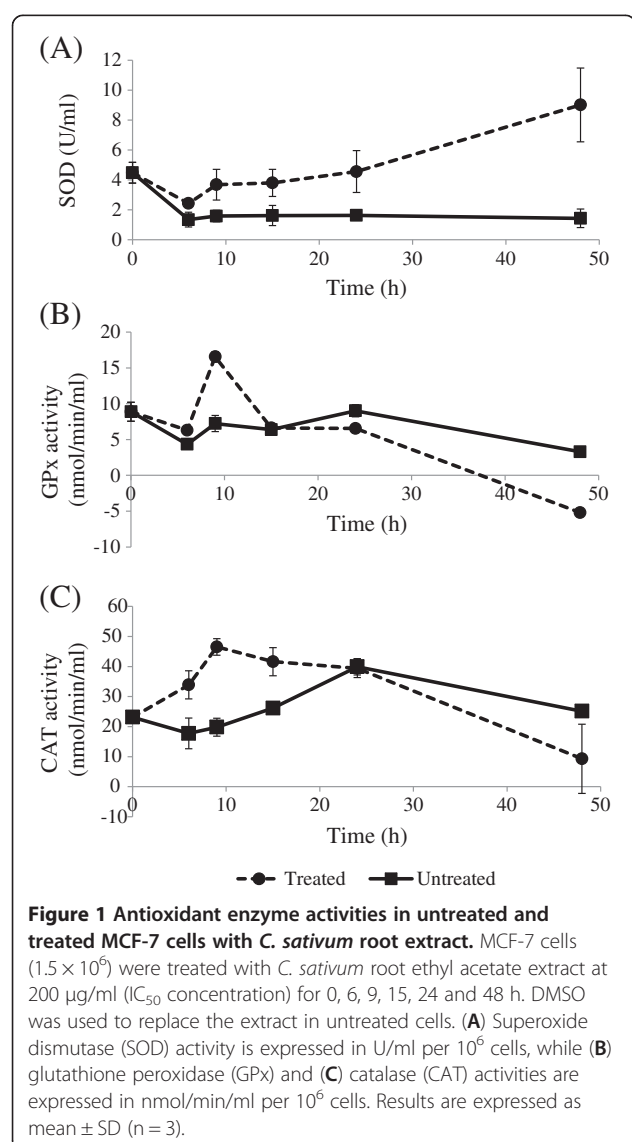 (A)
12
10
8
6
4
2
0
SOD (U/ml)
0 10 20 30 40 50
Time (h)
(B)
20
15
10
5
0
-5
-10
GPx activity
(nmol/min/ml)
0 10 20 30 40 50
Time (h)
(C)
60
50
40
30
20
10
0
-10
CAT activity
(nmol/min/ml)
0 10 20 30 40 50
Time (h)
Treated Untreated
Figure 1 Antioxidant enzyme activities in untreated and
treated MCF-7 cells with C. sativum root extract. MCF-7 cells
(1.5 × 10⁶) were treated with C. sativum root ethyl acetate extract at
200 μg/ml (IC₅₀ concentration) for 0, 6, 9, 15, 24 and 48 h. DMSO
was used to replace the extract in untreated cells. (A) Superoxide
dismutase (SOD) activity is expressed in U/ml per 10⁶ cells, while (B)
glutathione peroxidase (GPx) and (C) catalase (CAT) activities are
expressed in nmol/min/ml per 10⁶ cells. Results are expressed as
mean ± SD (n = 3).